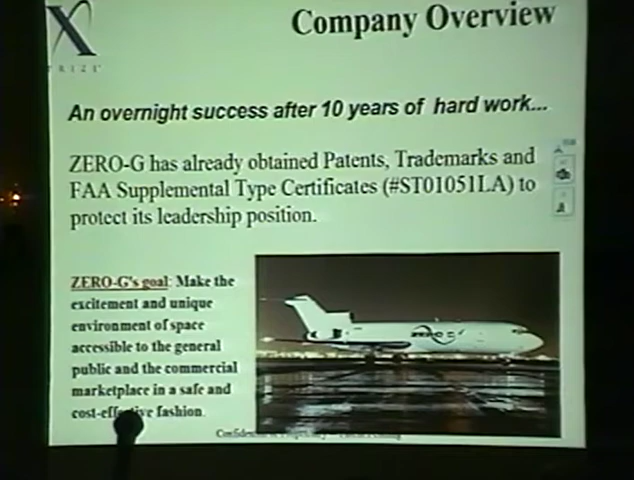 Company Overview
X
PRIZE
An overnight success after 10 years of hard work...
ZERO-G has already obtained Patents, Trademarks and
FAA Supplemental Type Certificates (#ST01051LA) to
protect its leadership position.
ZERO-G's goal: Make the
excitement and unique
environment of space
accessible to the general
public and the commercial
marketplace in a safe and
cost-effective fashion.
ZERO-G